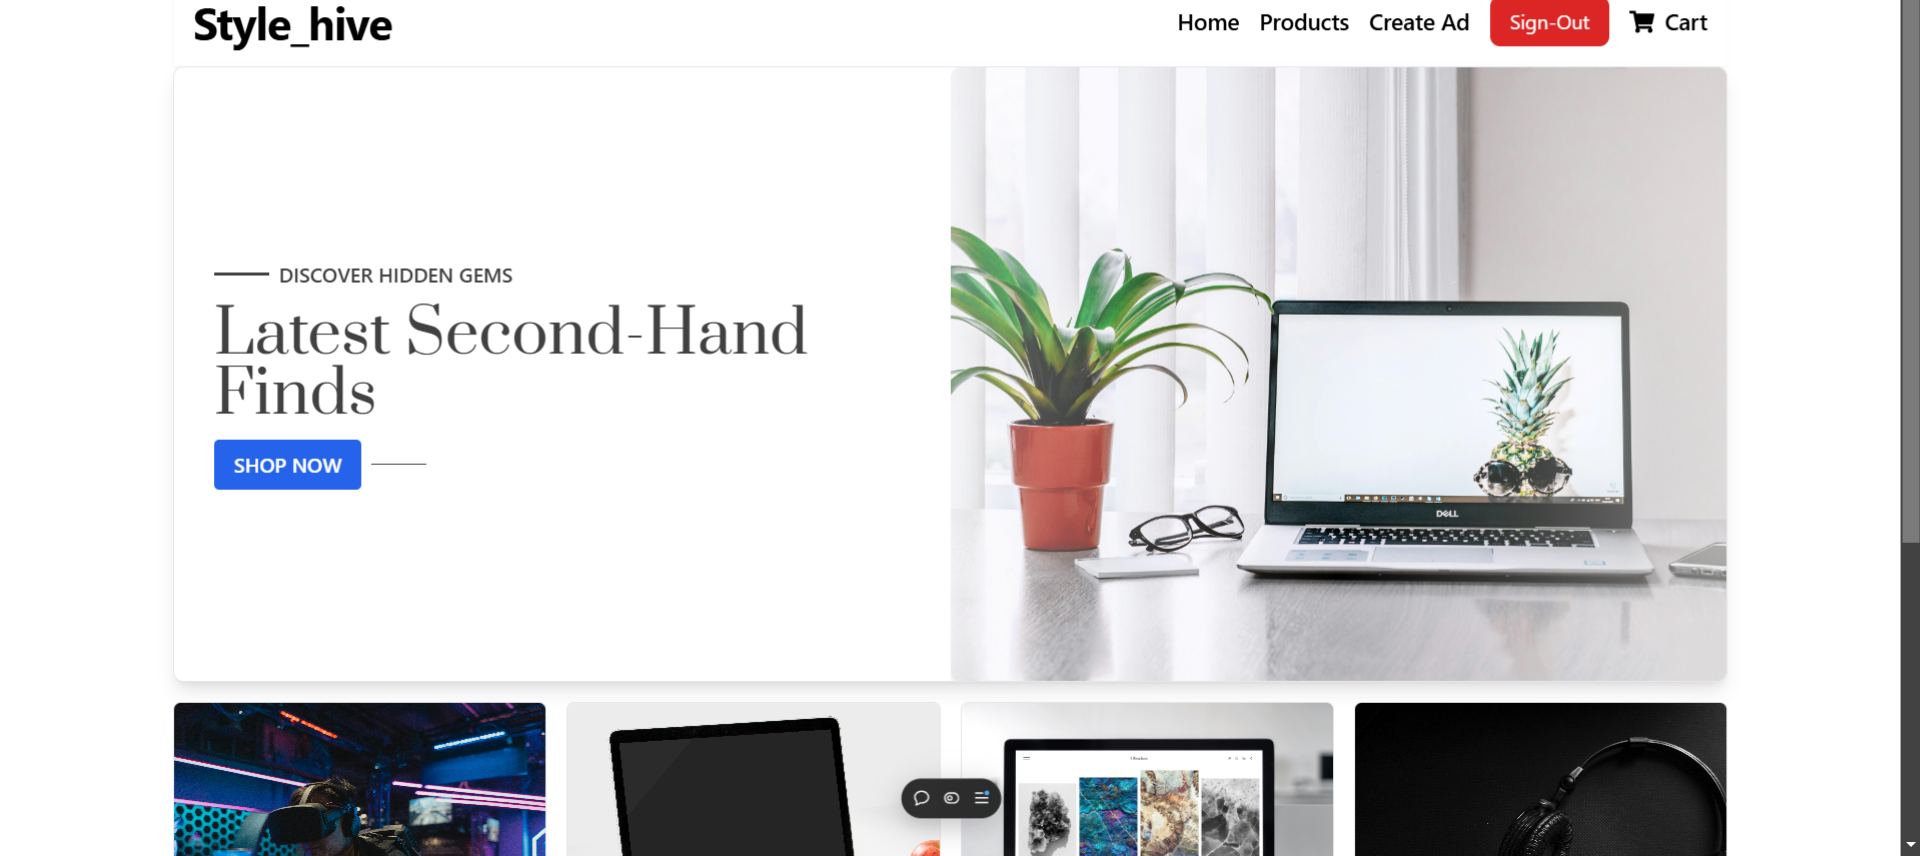 Style_hive
Home Products Create Ad Sign-Out Cart
DISCOVER HIDDEN GEMS
Latest Second-Hand
Finds
SHOP NOW
DELL